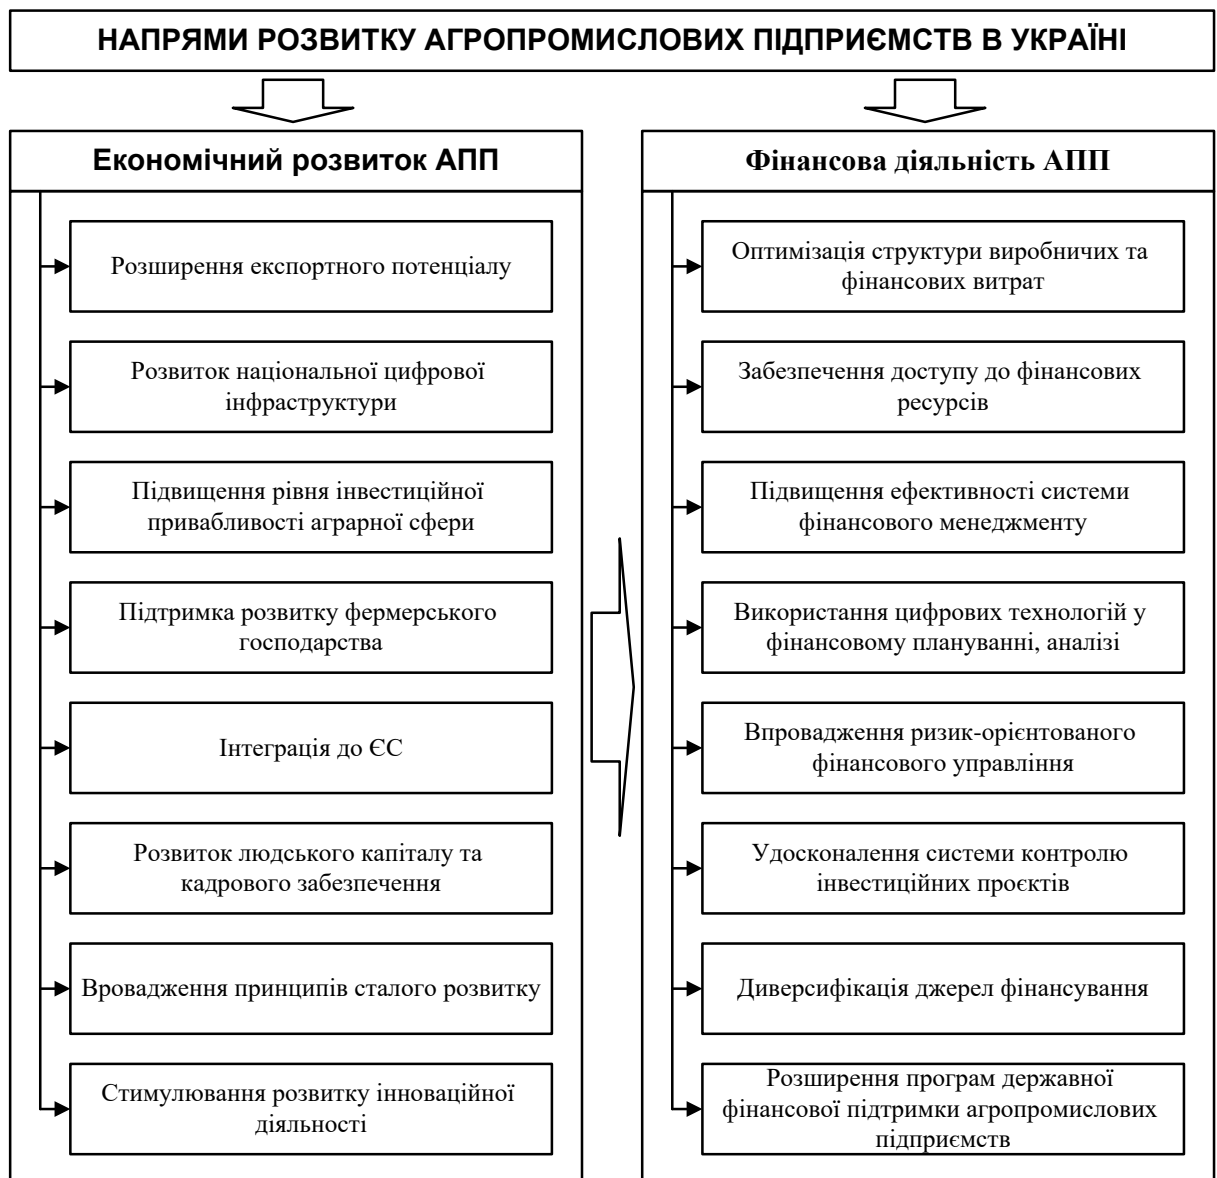 НАПРЯМИ РОЗВИТКУ АГРОПРОМИСЛОВИХ ПІДПРИЄМСТВ В УКРАЇНІ
Економічний розвиток АПП
Розширення експортного потенціалу
Розвиток національної цифрової
інфраструктури
Підвищення рівня інвестиційної
привабливості аграрної сфери
Підтримка розвитку фермерського
господарства
Інтеграція до ЄС
Розвиток людського капіталу та
кадрового забезпечення
Вровадження принципів сталого розвитку
Стимулювання розвитку інноваційної
діяльності
Фінансова діяльність АПП
Оптимізація структури виробничих та
фінансових витрат
Забезпечення доступу до фінансових
ресурсів
Підвищення ефективності системи
фінансового менеджменту
Використання цифрових технологій у
фінансовому плануванні, аналізі
Впровадження ризик-орієнтованого
фінансового управління
Удосконалення системи контролю
інвестиційних проєктів
Диверсифікація джерел фінансування
Розширення програм державної
фінансової підтримки агропромислових
підприємств